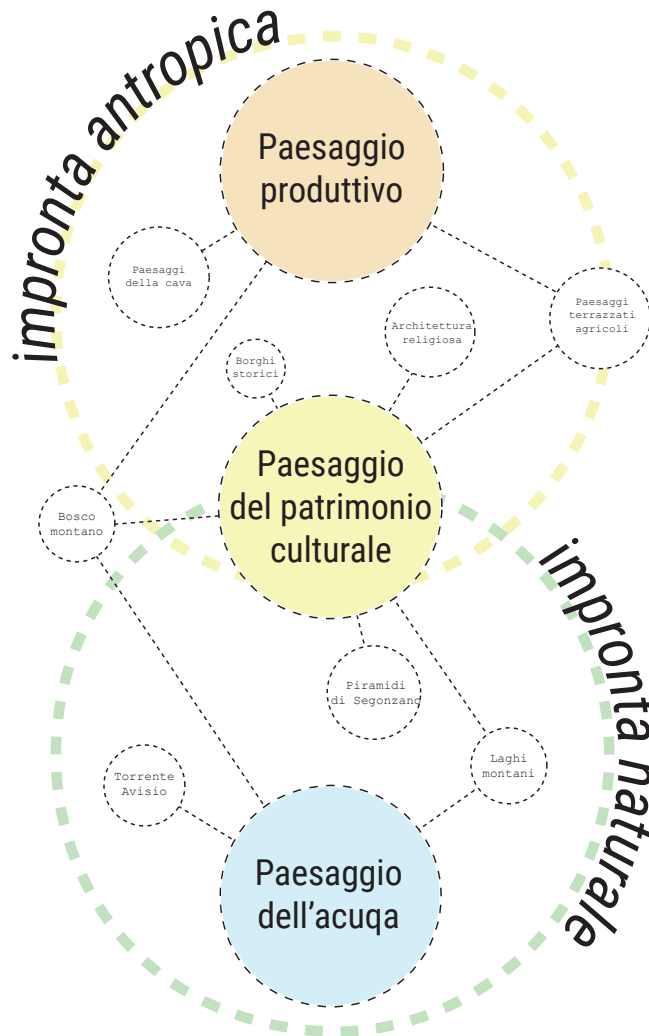 impronta antropica
Paesaggio
produttivo
Paesaggi
della cava
Paesaggi
terrazzati
agricoli
Architettura
religiosa
Borghi
storici
Paesaggio
del patrimonio
culturale
Bosco
montano
impronta naturale
Piramidi
di Segonzano
Laghi
montani
Torrente
Avisio
Paesaggio
dell'acuqa